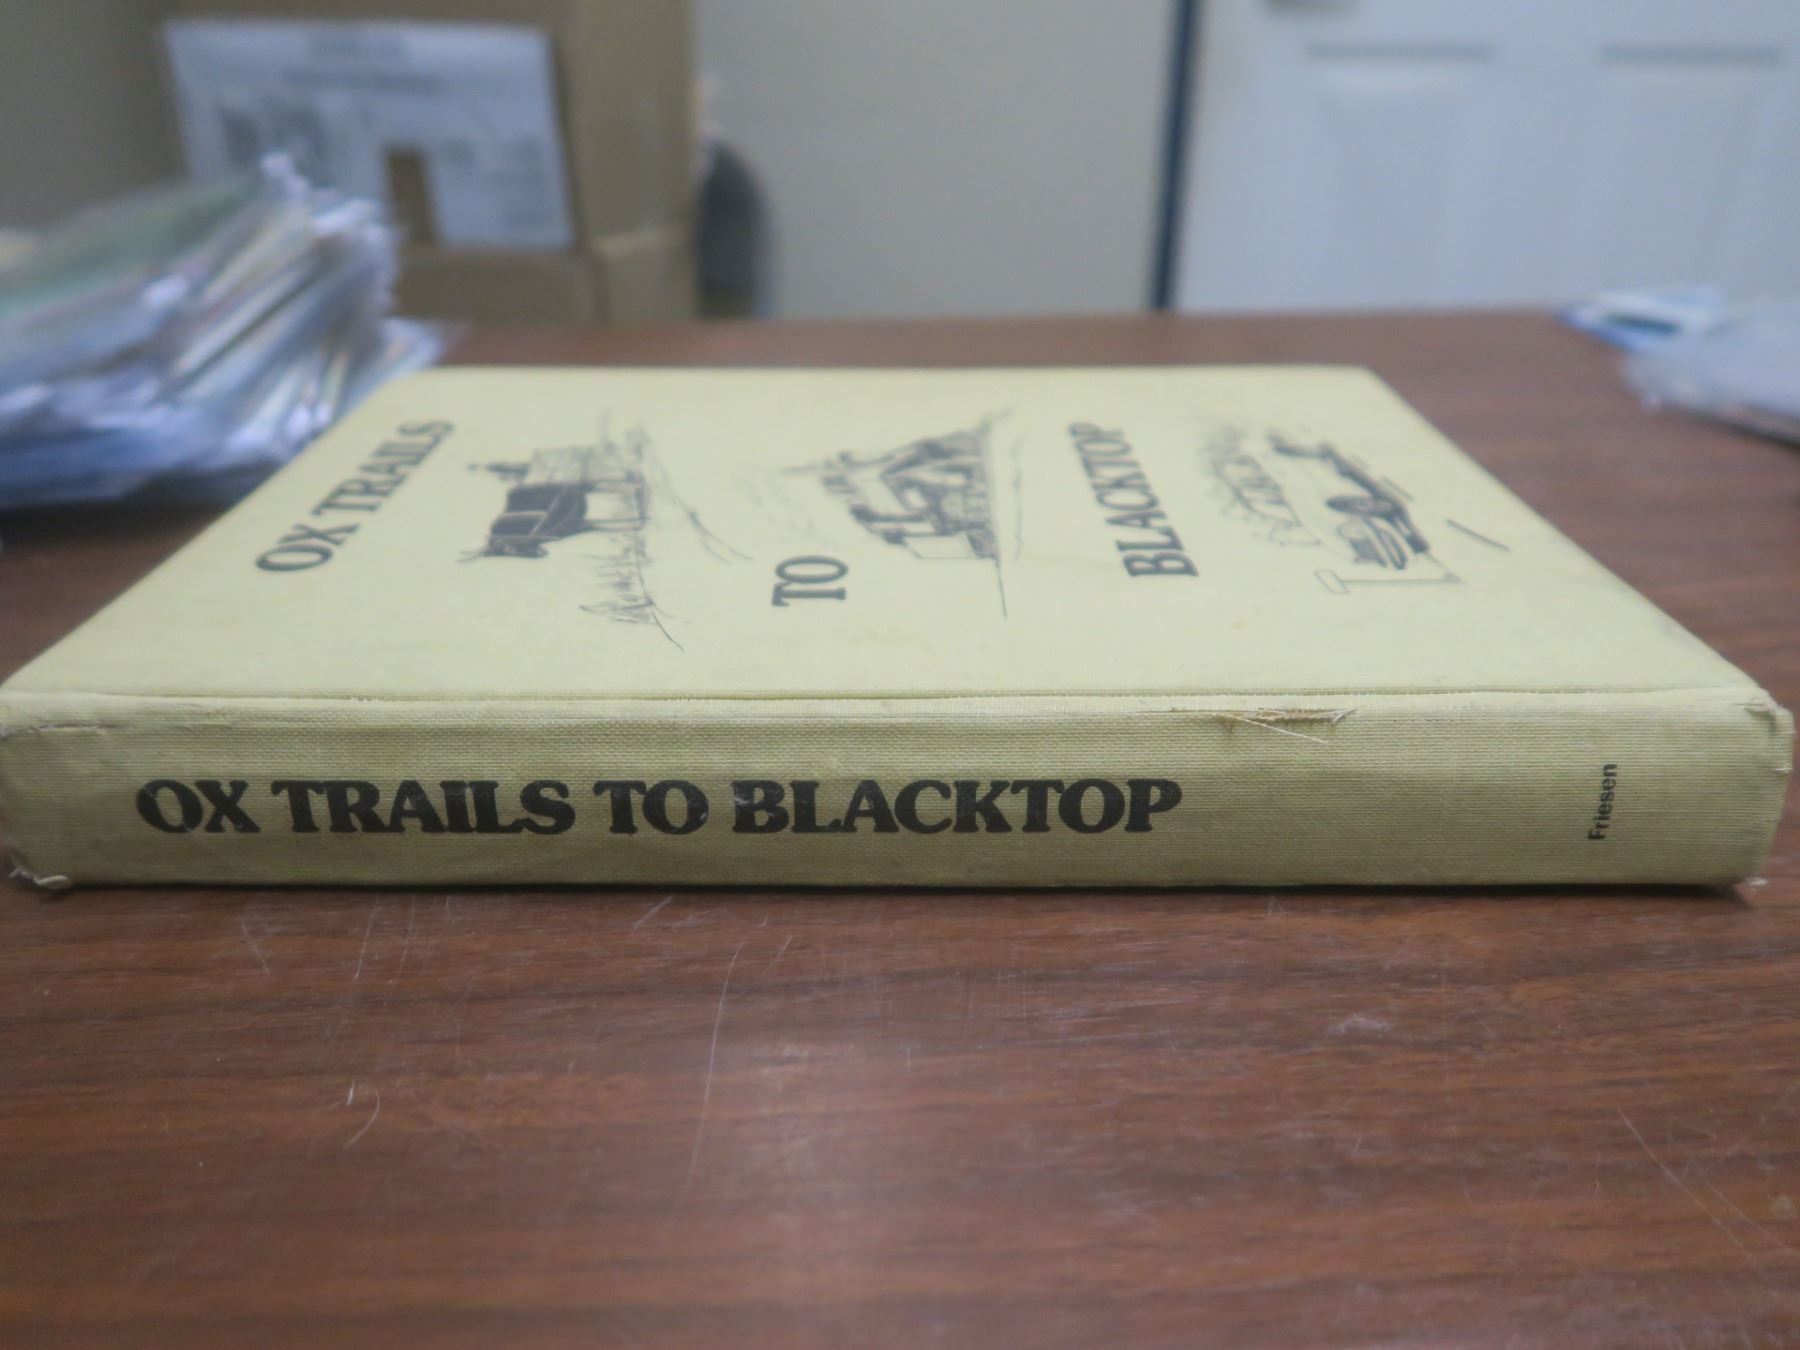 OX TRAILS
TO
BLACKTOP
OX TRAILS TO BLACKTOP
Friesen